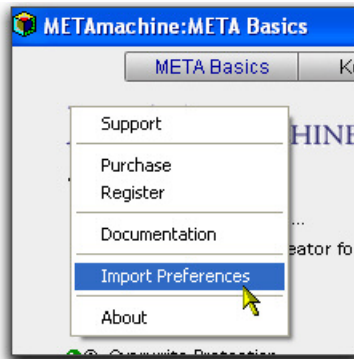 METAmachine:META Basics
META Basics
Support
HINE
Purchase
Register
...
Documentation
eator fo
Import Preferences
About